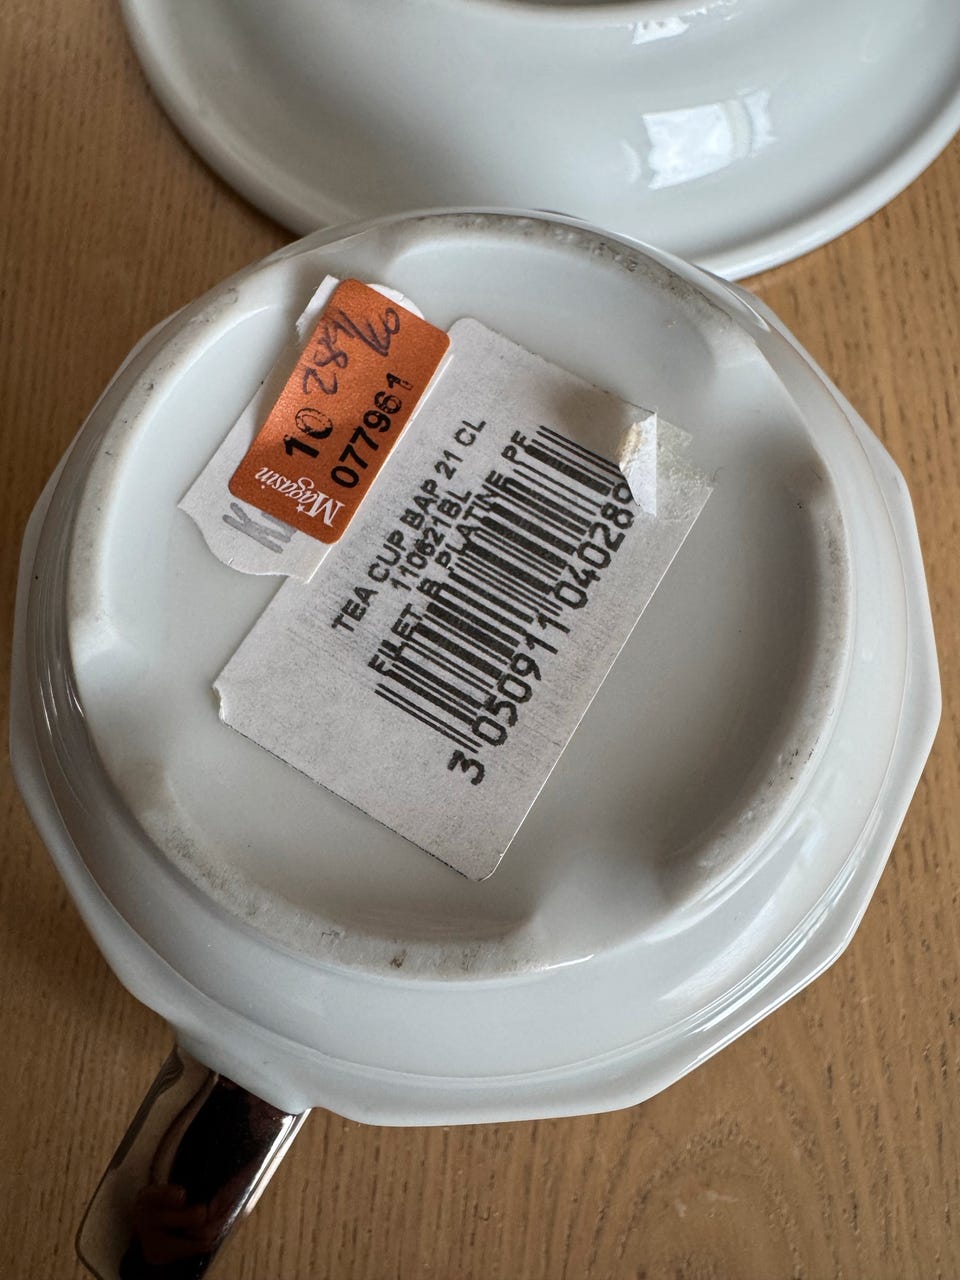 10 284/60
077961
Magasin
TEA CUP BAP 21 CL
110621BL
FILET B PLATINE PF
3 050911 040289